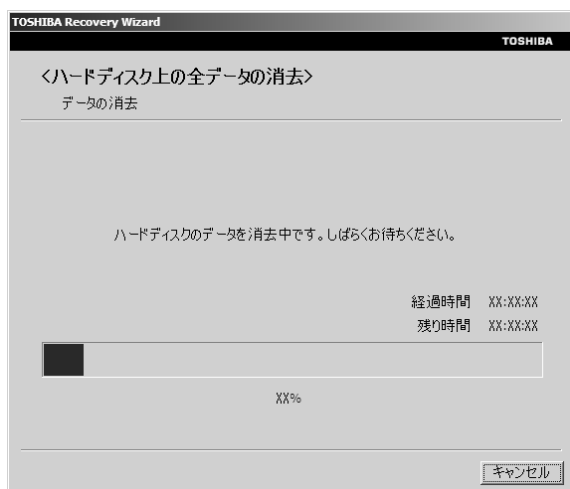 TOSHIBA Recovery Wizard
TOSHIBA
<ハードディスク上の全データの消去>
データの消去
ハードディスクのデータを消去中です。しばらくお待ちください。
経過時間 XX:XX:XX
残り時間 XX:XX:XX
XX%
キャンセル